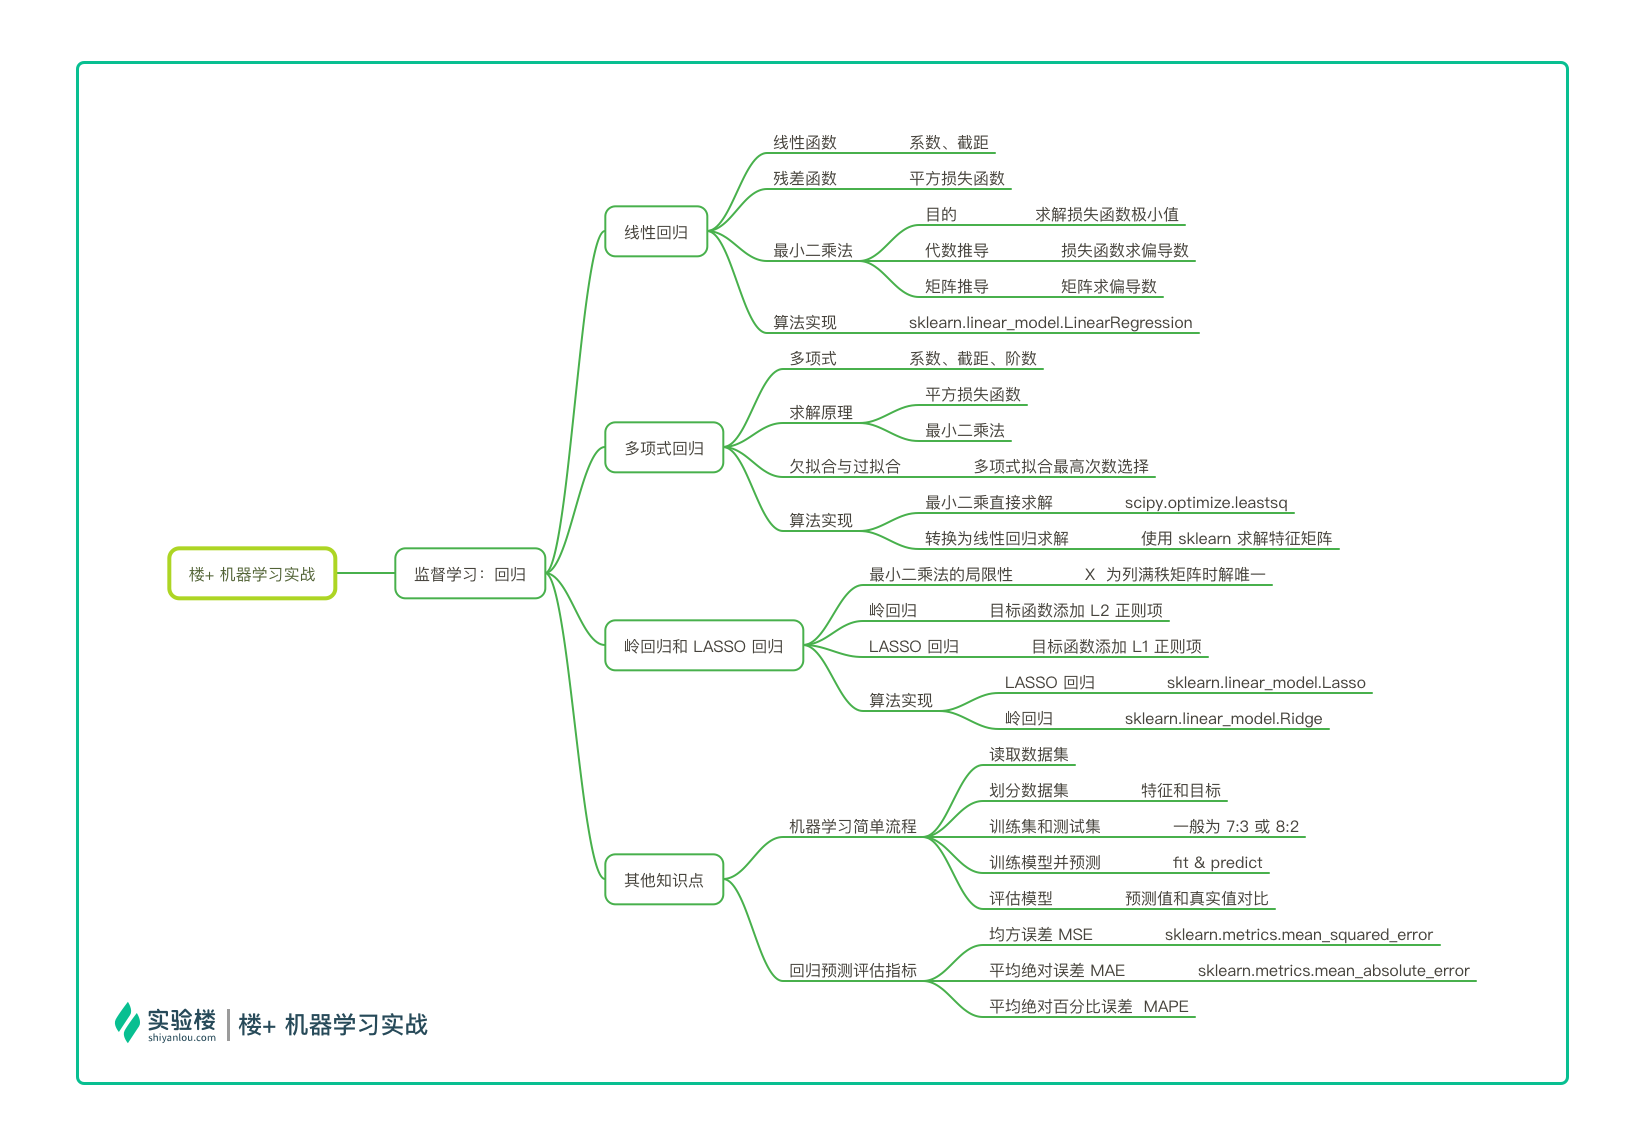 楼+ 机器学习实战
监督学习：回归
线性回归
线性函数 系数、截距
残差函数 平方损失函数
最小二乘法
目的 求解损失函数极小值
代数推导 损失函数求偏导数
矩阵推导 矩阵求偏导数
算法实现 sklearn.linear_model.LinearRegression
多项式回归
多项式 系数、截距、阶数
求解原理
平方损失函数
最小二乘法
欠拟合与过拟合 多项式拟合最高次数选择
算法实现
最小二乘直接求解 scipy.optimize.leastsq
转换为线性回归求解 使用 sklearn 求解特征矩阵
岭回归和 LASSO 回归
最小二乘法的局限性 X 为列满秩矩阵时解唯一
岭回归 目标函数添加 L2 正则项
LASSO 回归 目标函数添加 L1 正则项
算法实现
LASSO 回归 sklearn.linear_model.Lasso
岭回归 sklearn.linear_model.Ridge
其他知识点
机器学习简单流程
读取数据集
划分数据集 特征和目标
训练集和测试集 一般为 7:3 或 8:2
训练模型并预测 fit & predict
评估模型 预测值和真实值对比
回归预测评估指标
均方误差 MSE sklearn.metrics.mean_squared_error
平均绝对误差 MAE sklearn.metrics.mean_absolute_error
平均绝对百分比误差 MAPE
实验楼
shiyanlou.com
楼+ 机器学习实战